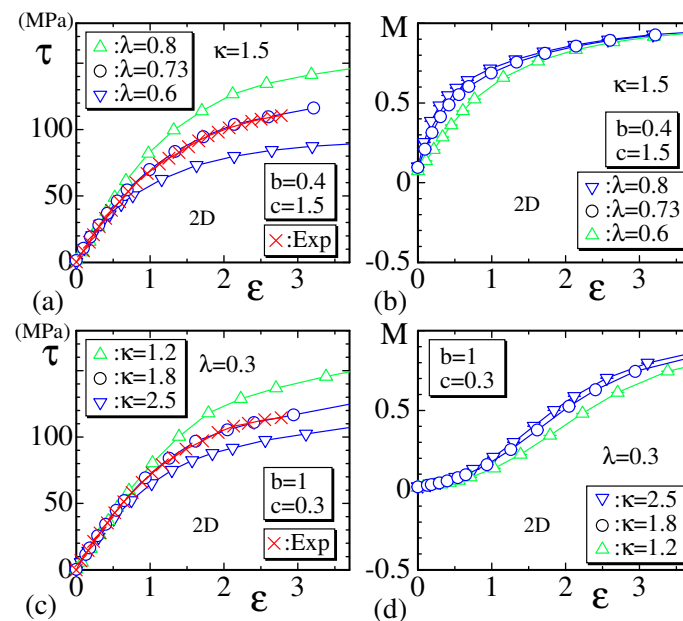 (MPa)
τ
:λ=0.8
:λ=0.73
:λ=0.6
κ=1.5
100
50
0
b=0.4
c=1.5
2D
:Exp
0 1 2 3
(a)
ε
M
1
0.5
0
-0.5
κ=1.5
b=0.4
c=1.5
2D
:λ=0.8
:λ=0.73
:λ=0.6
0 1 2 3
(b)
ε
(MPa)
τ
:κ=1.2
:κ=1.8
:κ=2.5
λ=0.3
100
50
0
b=1
c=0.3
2D
:Exp
0 1 2 3
(c)
ε
M
1
0.5
0
-0.5
b=1
c=0.3
λ=0.3
2D
:κ=2.5
:κ=1.8
:κ=1.2
0 1 2 3
(d)
ε